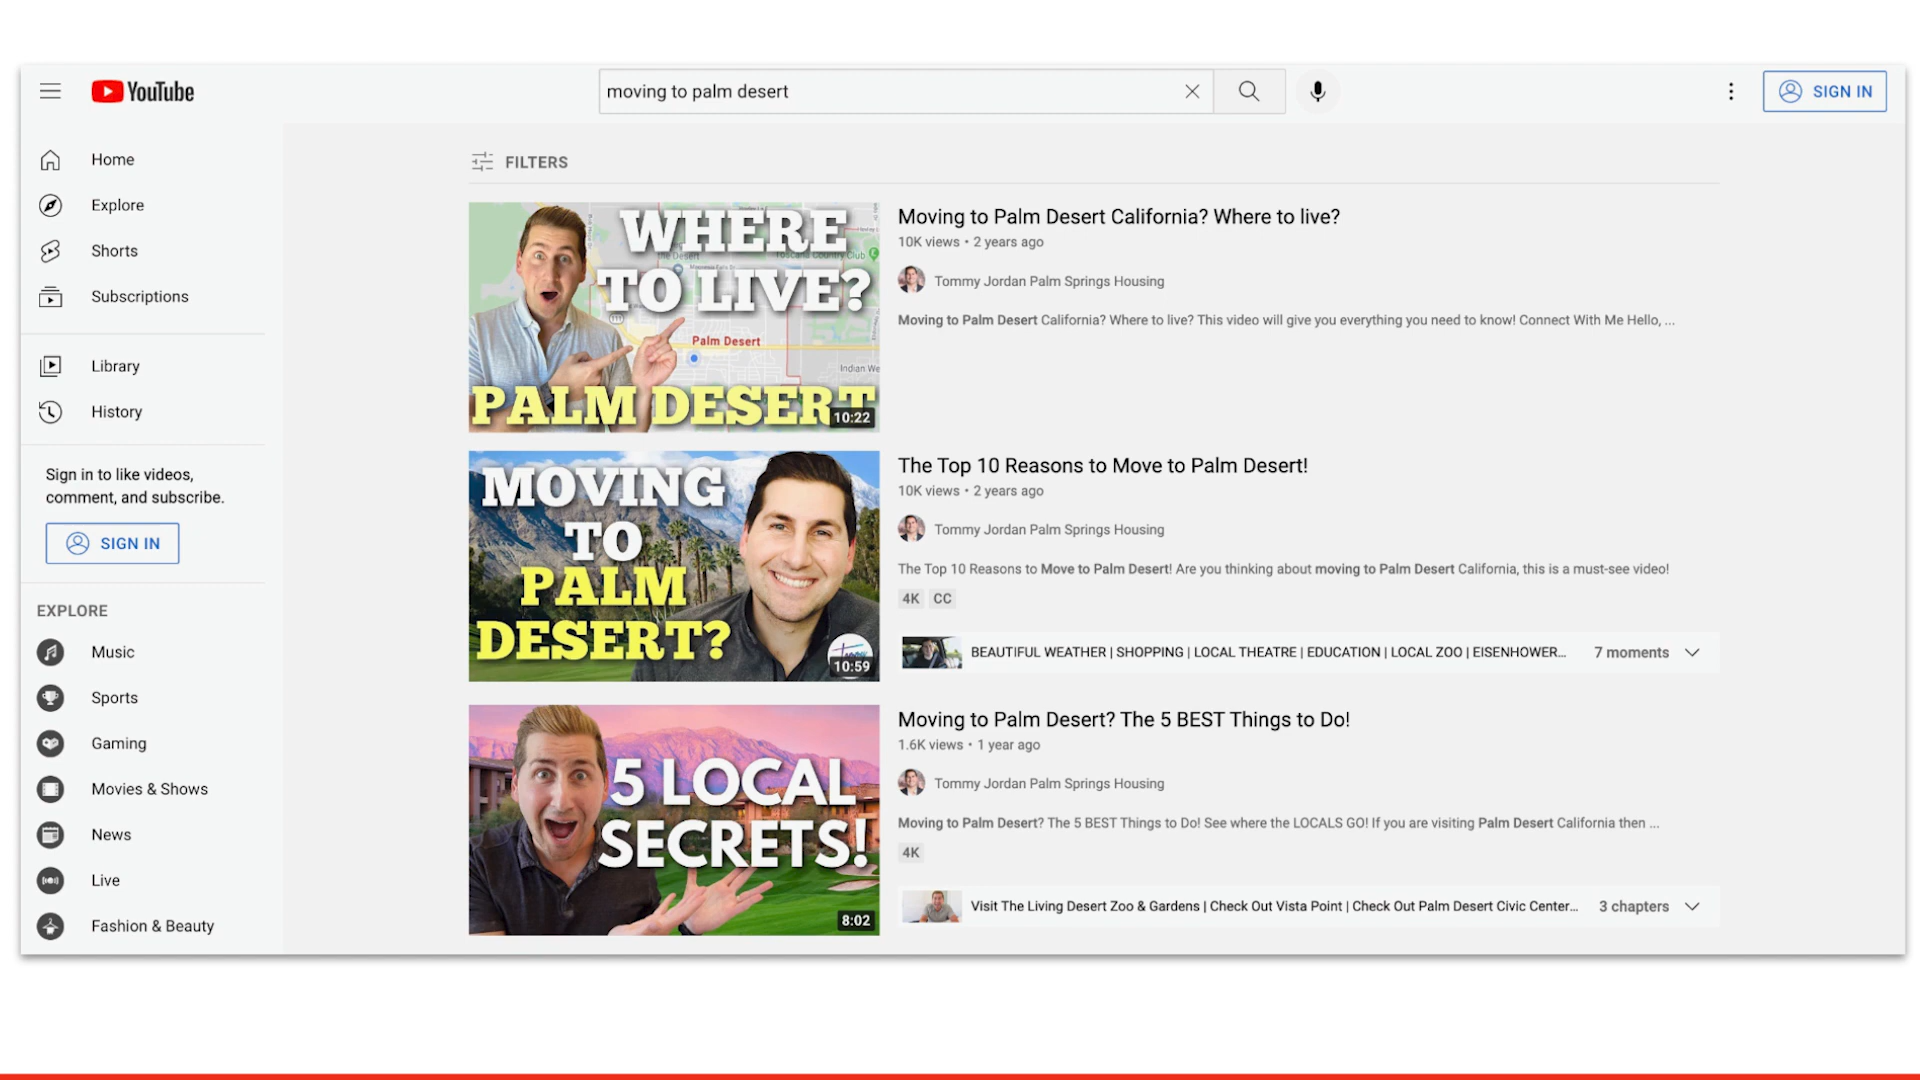 YouTube
moving to palm desert
SIGN IN
Home
Explore
Shorts
Subscriptions
Library
History
Sign in to like videos,
comment, and subscribe.
SIGN IN
EXPLORE
Music
Sports
Gaming
Movies & Shows
News
Live
Fashion & Beauty
FILTERS
WHERE
TO LIVE?
Toscana Country Club
the Desert
111
Palm Desert
Indian We
PALM DESERT
10:22
Moving to Palm Desert California? Where to live?
10K views • 2 years ago
Tommy Jordan Palm Springs Housing
Moving to Palm Desert California? Where to live? This video will give you everything you need to know! Connect With Me Hello, ...
MOVING
TO
PALM
DESERT?
10:59
The Top 10 Reasons to Move to Palm Desert!
10K views • 2 years ago
Tommy Jordan Palm Springs Housing
The Top 10 Reasons to Move to Palm Desert! Are you thinking about moving to Palm Desert California, this is a must-see video!
4K CC
BEAUTIFUL WEATHER | SHOPPING | LOCAL THEATRE | EDUCATION | LOCAL ZOO | EISENHOWER... 7 moments
5 LOCAL
SECRETS!
8:02
Moving to Palm Desert? The 5 BEST Things to Do!
1.6K views • 1 year ago
Tommy Jordan Palm Springs Housing
Moving to Palm Desert? The 5 BEST Things to Do! See where the LOCALS GO! If you are visiting Palm Desert California then ...
4K
Visit The Living Desert Zoo & Gardens | Check Out Vista Point | Check Out Palm Desert Civic Center... 3 chapters